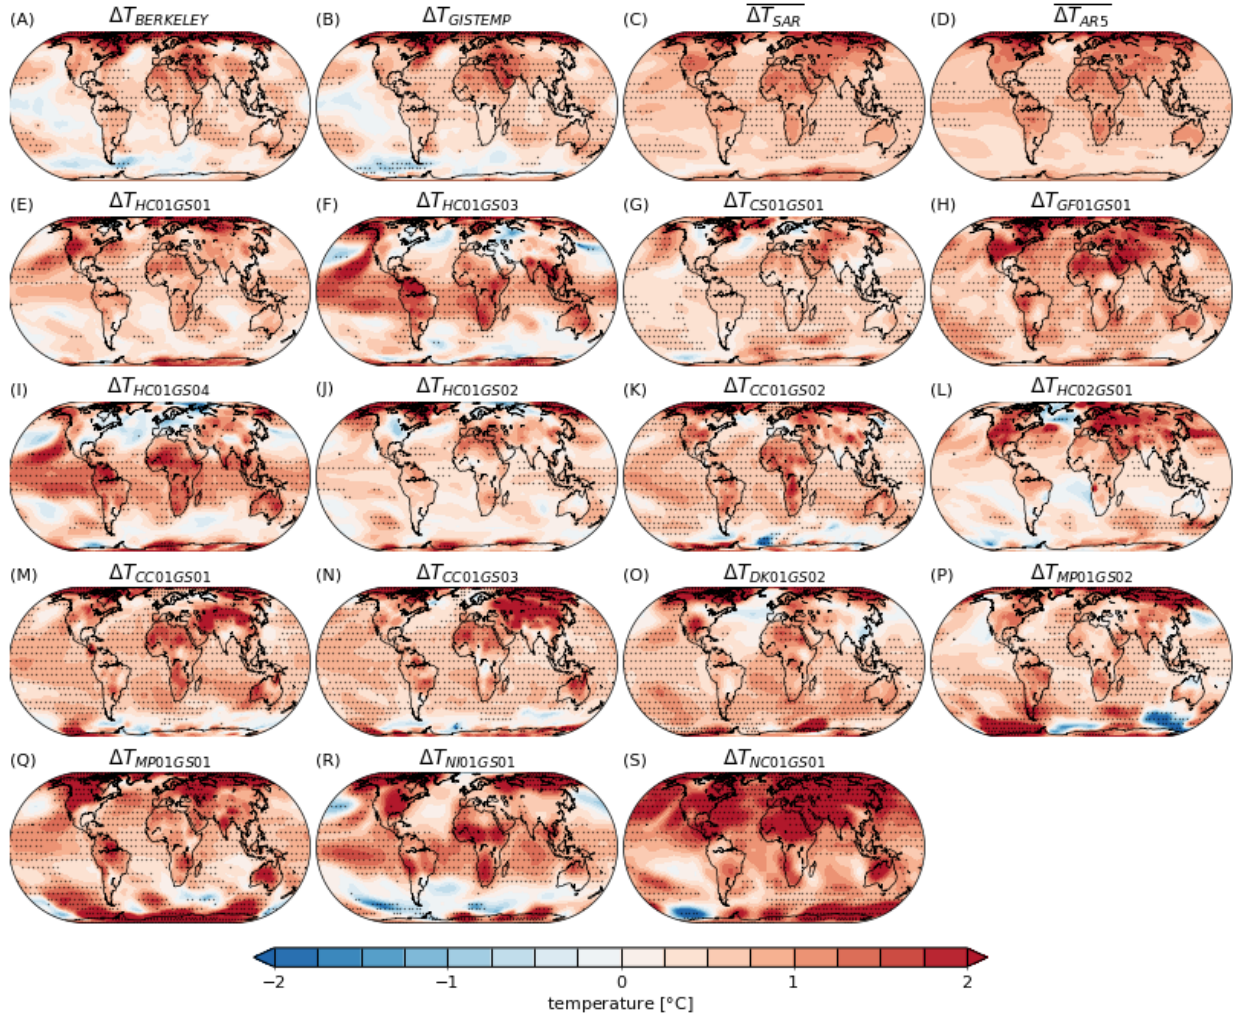 (A) ΔT_BERKELEY (B) ΔT_GISTEMP (C) ΔT_SAR (D) ΔT_AR5
(E) ΔT_HC01GS01 (F) ΔT_HC01GS03 (G) ΔT_CS01GS01 (H) ΔT_GF01GS01
(I) ΔT_HC01GS04 (J) ΔT_HC01GS02 (K) ΔT_CC01GS02 (L) ΔT_HC02GS01
(M) ΔT_CC01GS01 (N) ΔT_CC01GS03 (O) ΔT_DK01GS02 (P) ΔT_MP01GS02
(Q) ΔT_MP01GS01 (R) ΔT_NI01GS01 (S) ΔT_NC01GS01
−2 −1 0 1 2
temperature [°C]